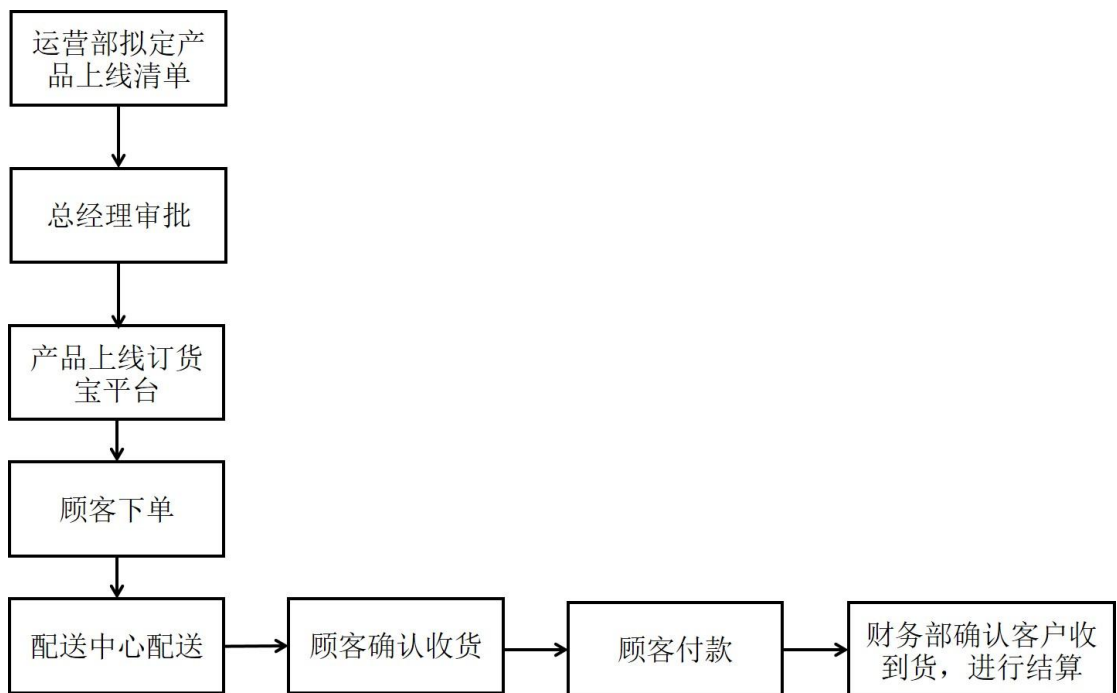 运营部拟定产
品上线清单
总经理审批
产品上线订货
宝平台
顾客下单
配送中心配送
顾客确认收货
顾客付款
财务部确认客户收
到货，进行结算